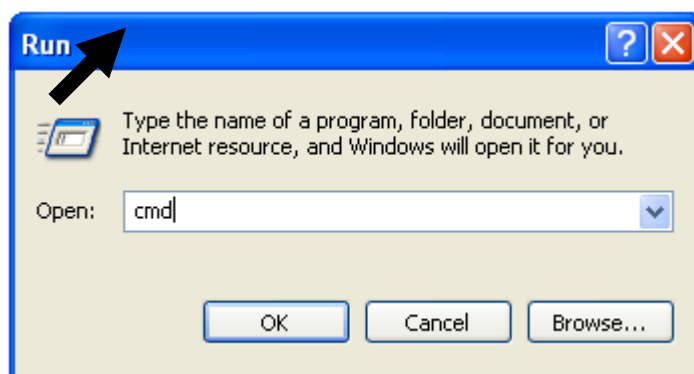 Run
?
Type the name of a program, folder, document, or
Internet resource, and Windows will open it for you.
Open: cmd
OK Cancel Browse...